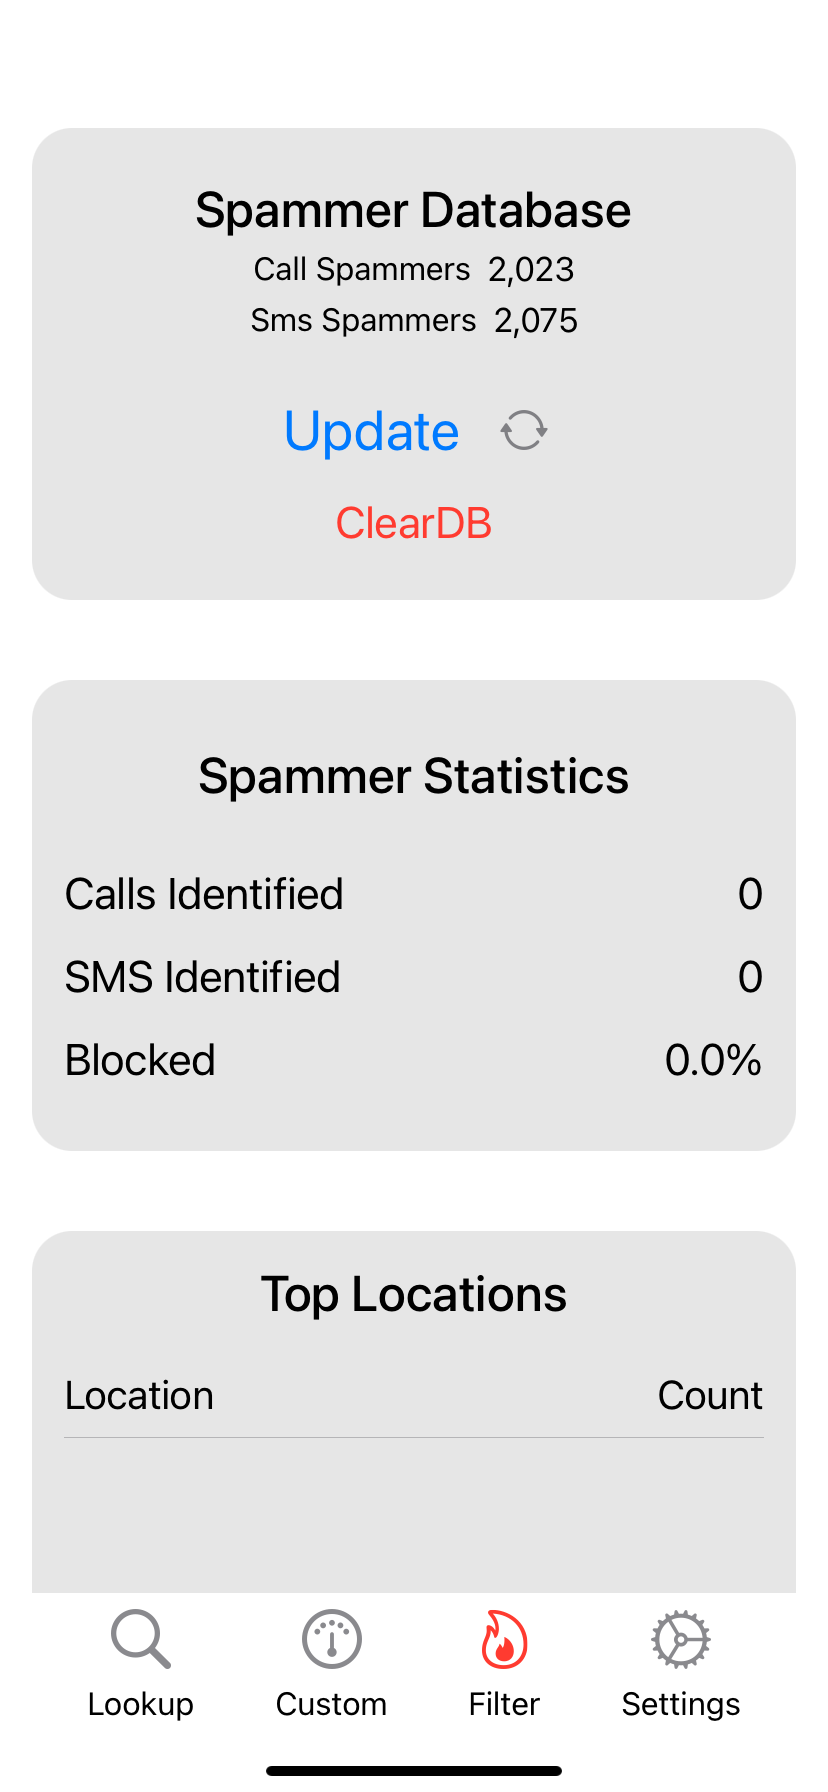 Spammer Database
Call Spammers 2,023
Sms Spammers 2,075
Update
ClearDB
Spammer Statistics
Calls Identified 0
SMS Identified 0
Blocked 0.0%
Top Locations
Location Count
Lookup Custom Filter Settings